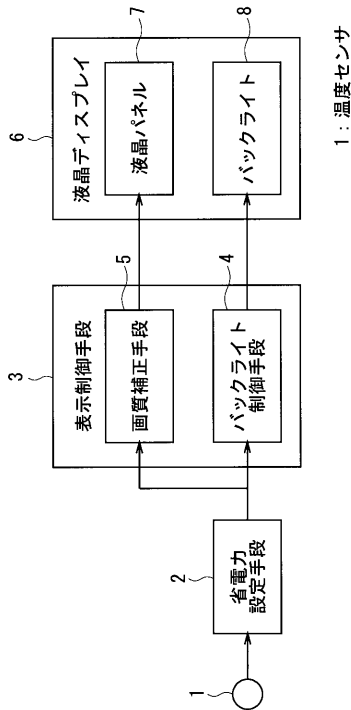 6
液晶ディスプレイ
7
液晶パネル
8
バックライト
3
表示制御手段
5
画質補正手段
4
バックライト
制御手段
2
省電力
設定手段
1
1：温度センサ